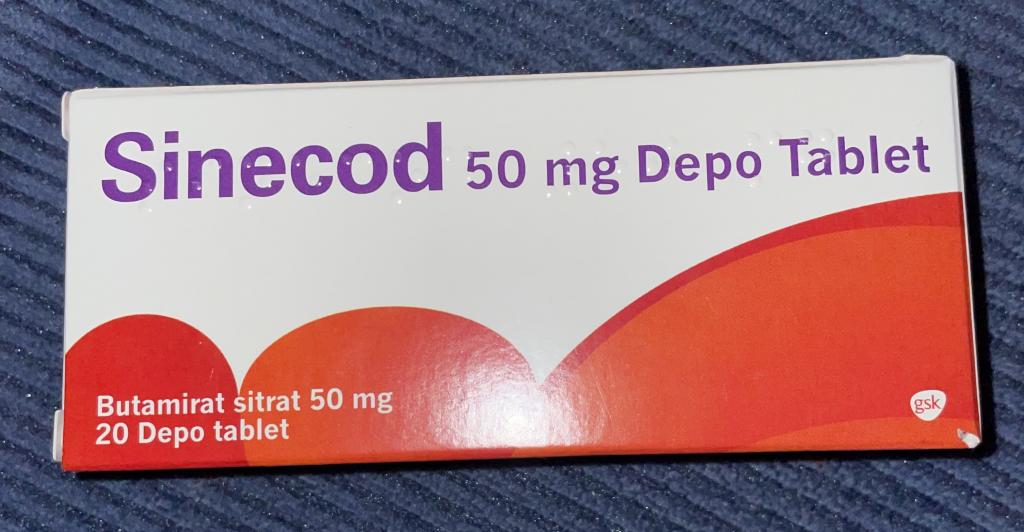 Sinecod 50 mg Depo Tablet
Butamirat sitrat 50 mg
20 Depo tablet
gsk